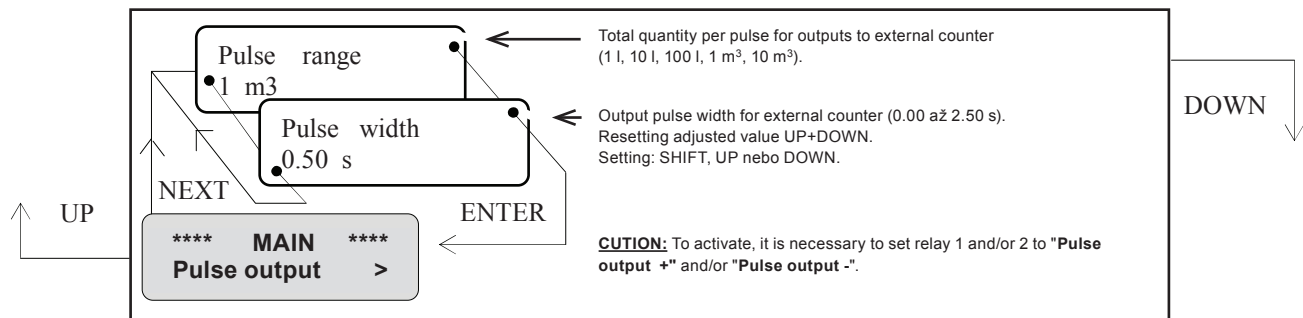 Pulse range
1 m3
Total quantity per pulse for outputs to external counter
(1 l, 10 l, 100 l, 1 m³, 10 m³).
Pulse width
0.50 s
Output pulse width for external counter (0.00 až 2.50 s).
Resetting adjusted value UP+DOWN.
Setting: SHIFT, UP nebo DOWN.
DOWN
NEXT
UP
ENTER
**** MAIN ****
Pulse output >
CUTION: To activate, it is necessary to set relay 1 and/or 2 to "Pulse
output +" and/or "Pulse output -".